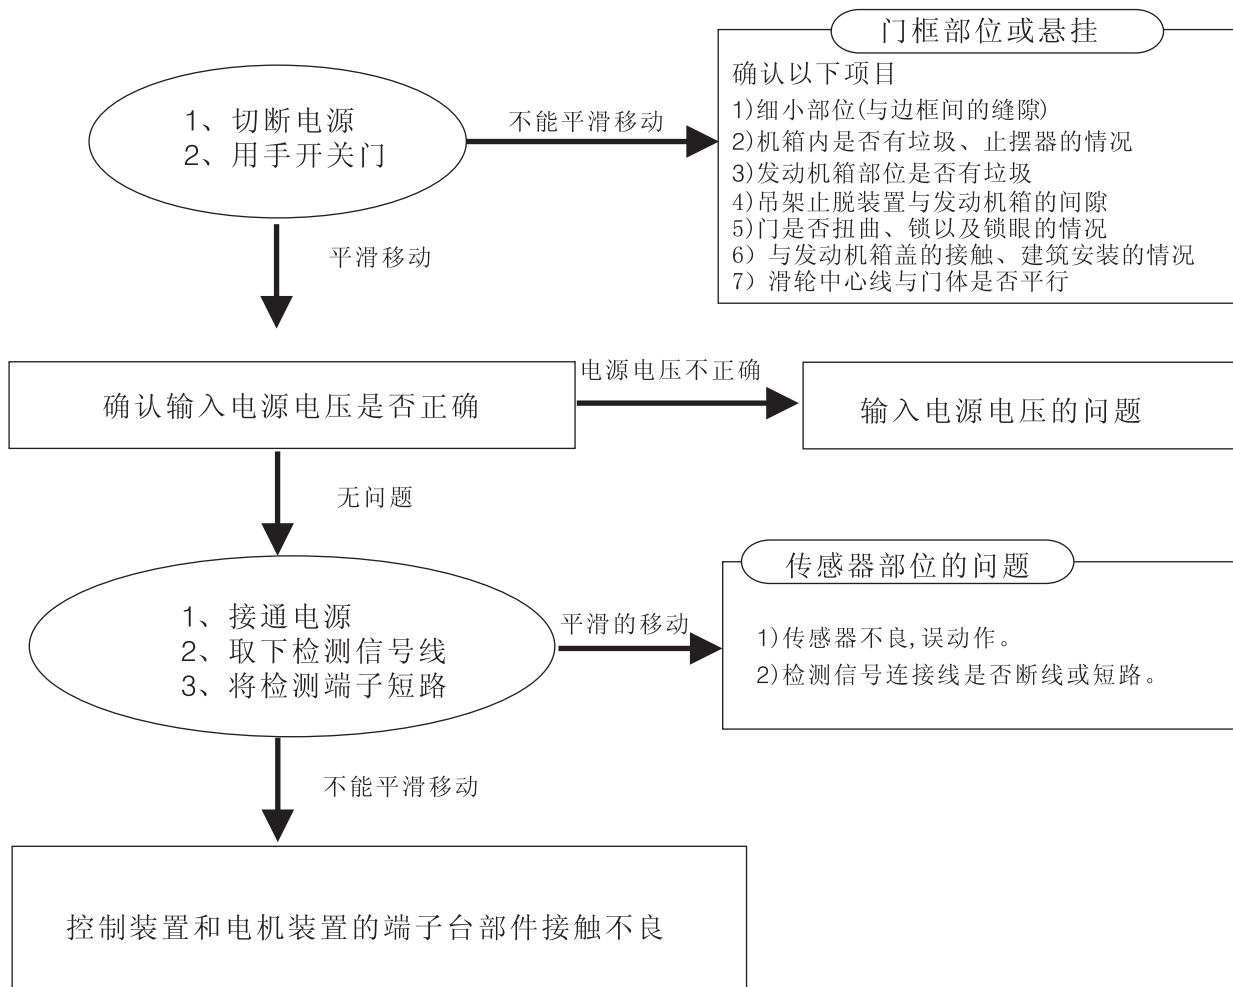 门框部位或悬挂
确认以下项目
1)细小部位(与边框间的缝隙)
2)机箱内是否有垃圾、止摆器的情况
3)发动机箱部位是否有垃圾
4)吊架止脱装置与发动机箱的间隙
5)门是否扭曲、锁以及锁眼的情况
6）与发动机箱盖的接触、建筑安装的情况
7）滑轮中心线与门体是否平行
1、切断电源
2、用手开关门
不能平滑移动
平滑移动
确认输入电源电压是否正确
电源电压不正确
输入电源电压的问题
无问题
1、接通电源
2、取下检测信号线
3、将检测端子短路
平滑的移动
传感器部位的问题
1)传感器不良,误动作。
2)检测信号连接线是否断线或短路。
不能平滑移动
控制装置和电机装置的端子台部件接触不良